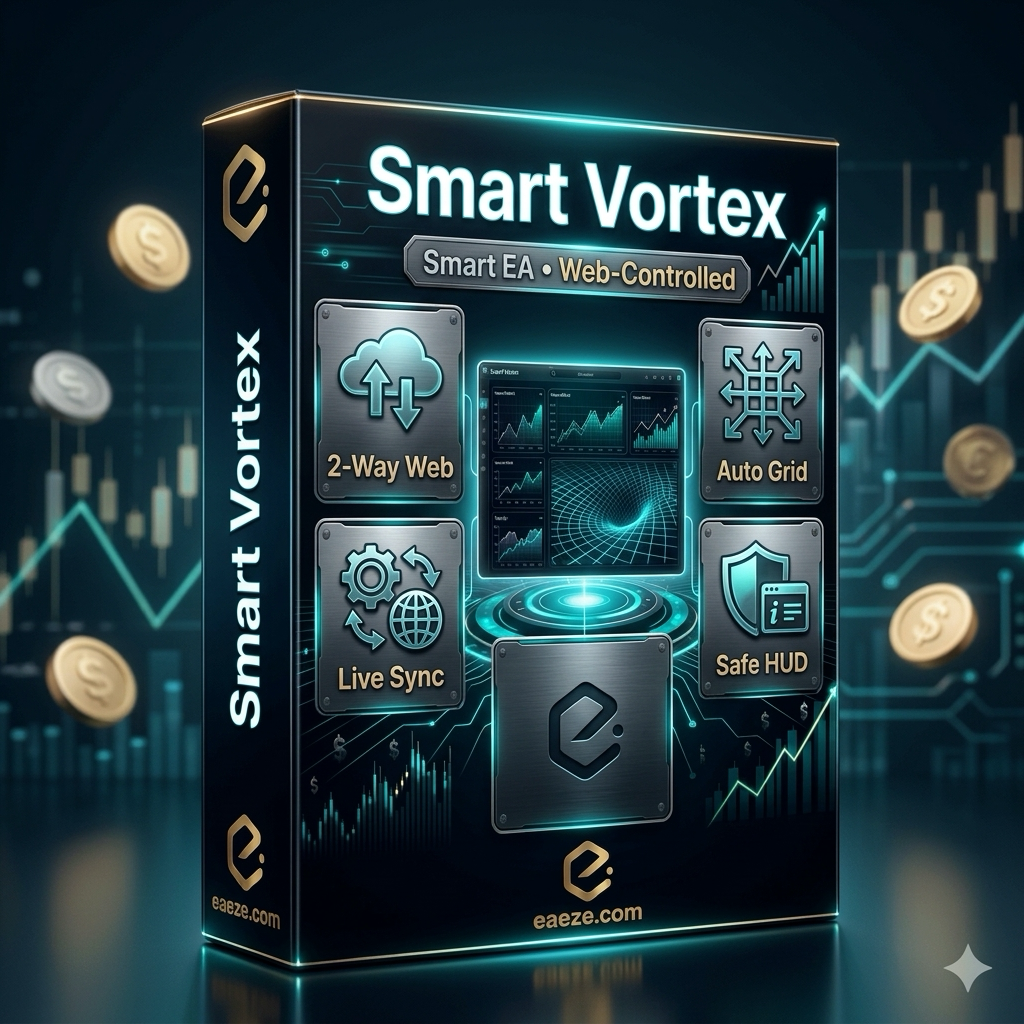 Smart Vortex
Smart EA • Web-Controlled
2-Way Web
Auto Grid
Live Sync
Safe HUD
eaeze.com
Smart Vortex
eaeze.com